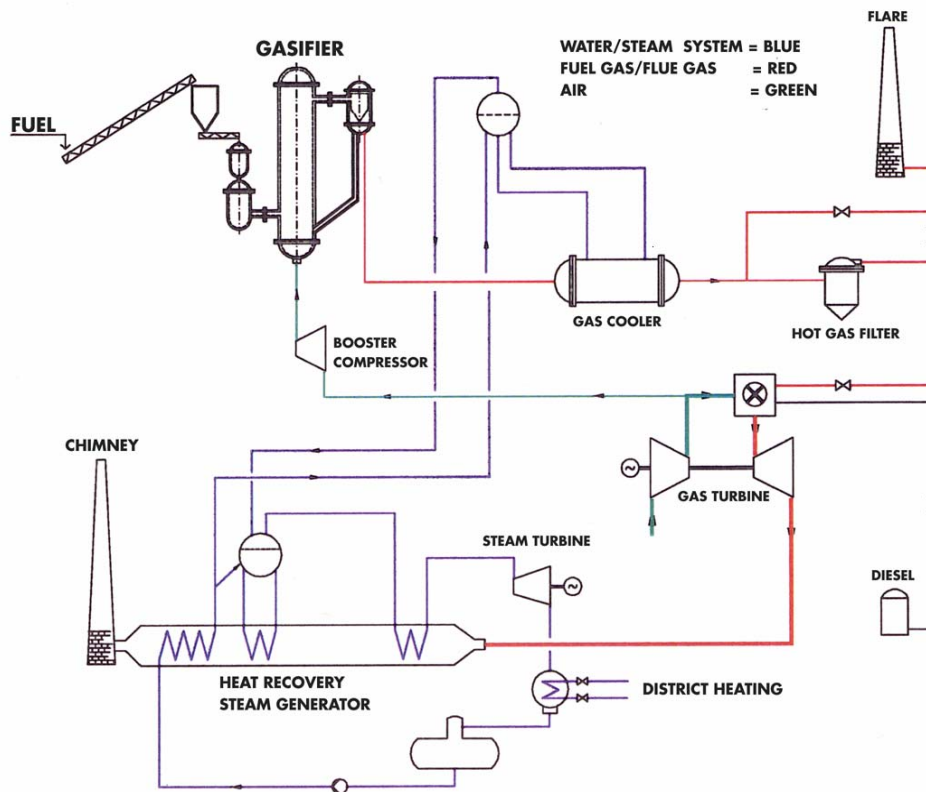 FLARE
GASIFIER
WATER/STEAM SYSTEM = BLUE
FUEL GAS/FLUE GAS = RED
AIR = GREEN
FUEL
GAS COOLER
HOT GAS FILTER
BOOSTER
COMPRESSOR
CHIMNEY
GAS TURBINE
STEAM TURBINE
DIESEL
HEAT RECOVERY
STEAM GENERATOR
DISTRICT HEATING